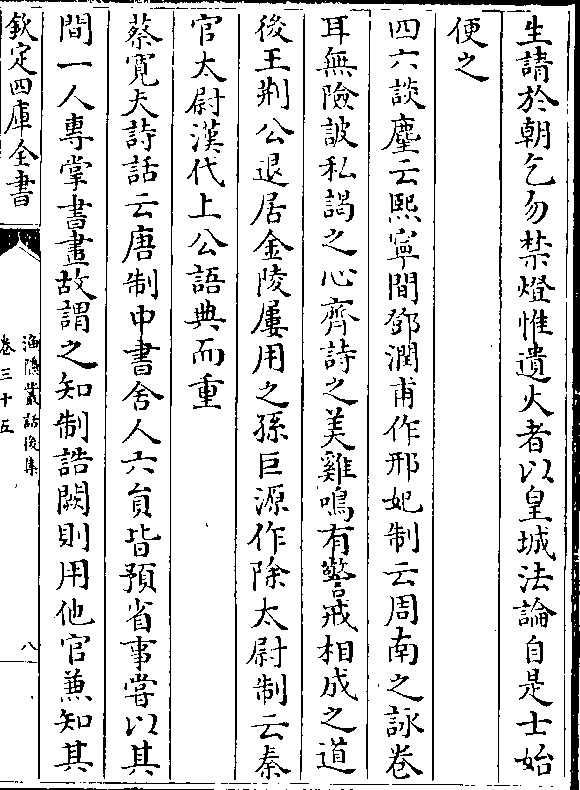 生請於朝乞勿禁燈惟遺火者以皇城法論自是士始
便之
四六談麈云熙寧間鄧潤甫作邢妃制云周南之詠卷
耳無險詖私謁之心齊詩之美雞鳴有警戒相成之道
後王荆公退居金陵屢用之孫巨源作除太尉制云秦
官太尉漢代上公語典而重
蔡寛夫詩話云唐制中書舍人六員皆預省事嘗以其
間一人專掌書畫故謂之知制誥闕則用他官兼知其
欽定四庫全書
漁隱叢話後集
卷三十五
八